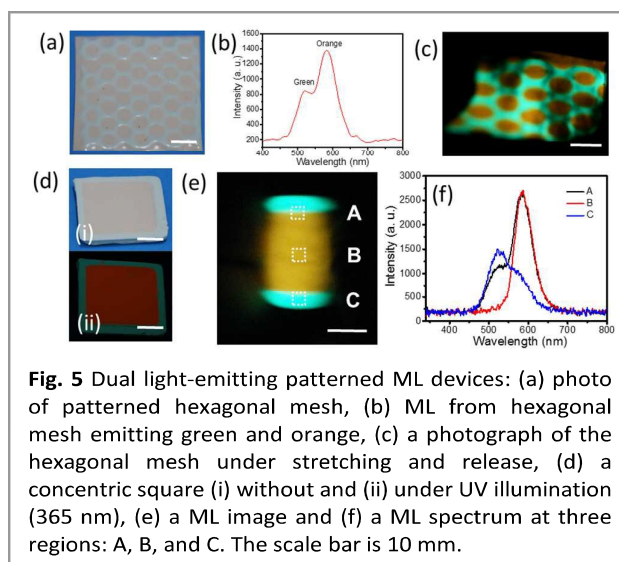 (a)
(b)
1600
1400
1200
1000
800
600
400
200
400
500
600
700
800
Intensity (a. u.)
Wavelength (nm)
Green
Orange
(c)
(d)
(i)
(ii)
(e)
A
B
C
(f)
3000
2500
2000
1500
1000
500
0
400
500
600
700
800
Intensity (a. u.)
Wavelength (nm)
A
B
C
Fig. 5 Dual light-emitting patterned ML devices: (a) photo
of patterned hexagonal mesh, (b) ML from hexagonal
mesh emitting green and orange, (c) a photograph of the
hexagonal mesh under stretching and release, (d) a
concentric square (i) without and (ii) under UV illumination
(365 nm), (e) a ML image and (f) a ML spectrum at three
regions: A, B, and C. The scale bar is 10 mm.